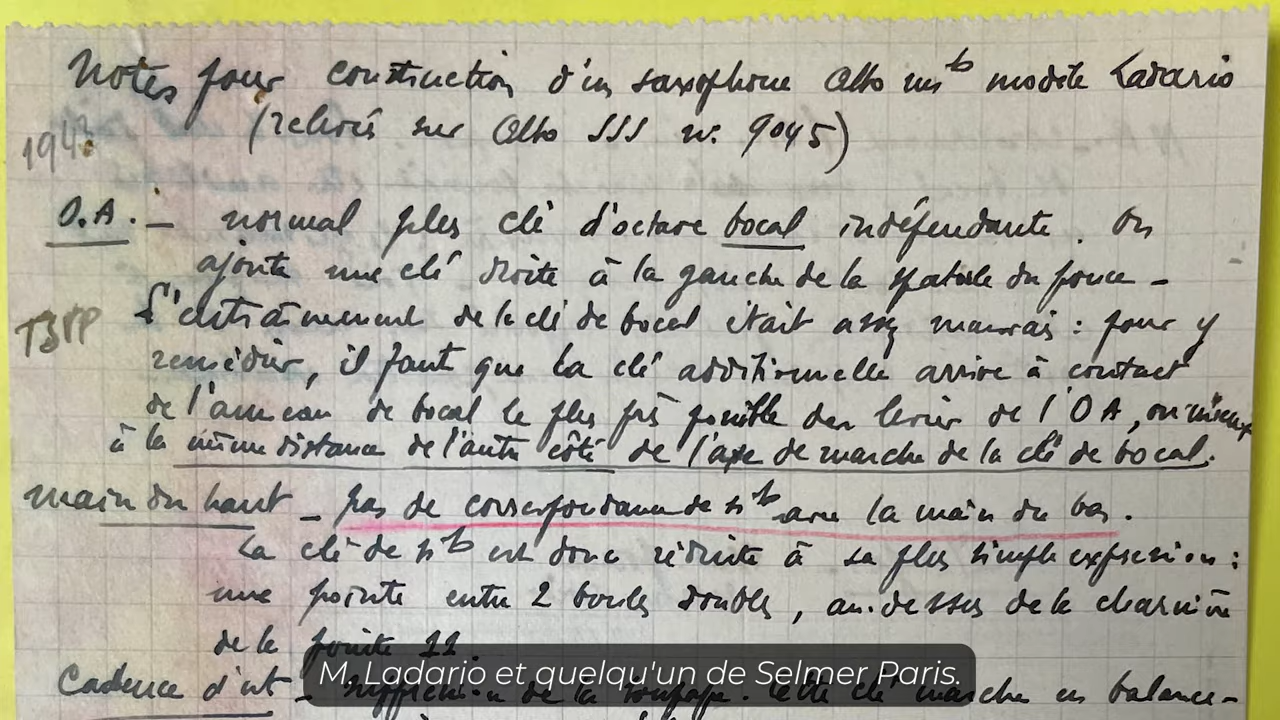 Notes pour construction d'un saxophone Alto mib modèle Ladario
(relevés sur Alto SSS n: 9045)
1943
O.A. - normal plus clé d'octave bocal indépendante. On
ajoute une clé droite à la gauche de la spatule du pouce -
L'entraînement de la clé de bocal était assez mauvais : pour y
remédier, il faut que la clé additionnelle arrive à contact
de l'anneau de bocal le plus près possible du levier de l'OA, ou mieux
à la même distance de l'autre côté de l'axe de marche de la clé de bocal.
main du haut - pas de correspondance de sib avec la main du bas.
La clé de sib est donc réduite à sa plus simple expression :
une pointe entre 2 boules doubles, au-dessus de la charnière
de la pointe 11.
Cadence d'ut - suppression de la soupape. Cette clé marche en balance-
M. Ladario et quelqu'un de Selmer Paris.